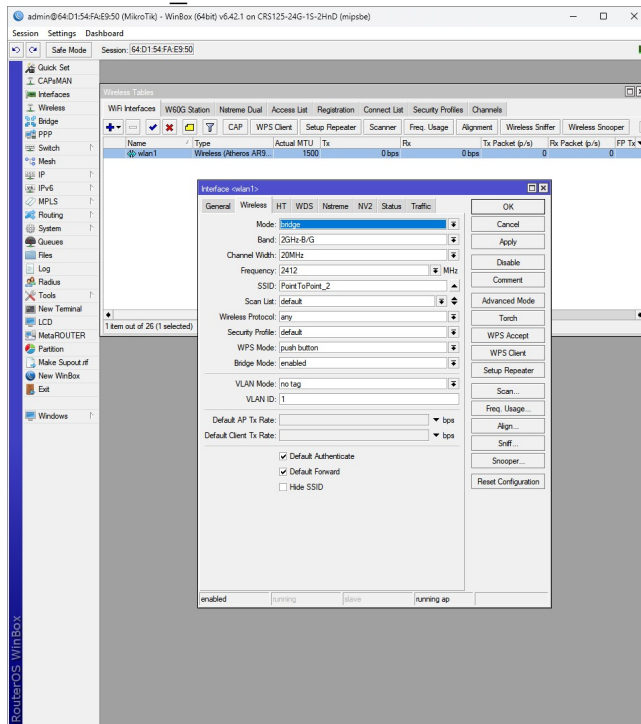 admin@64:D1:54:FA:E9:50 (MikroTik) - WinBox (64bit) v6.42.1 on CRS125-24G-1S-2HnD (mipsbe)
Session Settings Dashboard
Safe Mode Session: 64:D1:54:FA:E9:50
Quick Set
CAPsMAN
Interfaces
Wireless
Bridge
PPP
Switch
Mesh
IP
IPv6
MPLS
Routing
System
Queues
Files
Log
Radius
Tools
New Terminal
LCD
MetaROUTER
Partition
Make Supout.rif
New WinBox
Exit
Windows
RouterOS WinBox
Wireless Tables
WiFi Interfaces W60G Station Nstreme Dual Access List Registration Connect List Security Profiles Channels
CAP WPS Client Setup Repeater Scanner Freq. Usage Alignment Wireless Sniffer Wireless Snooper
Name Type Actual MTU Tx Rx Tx Packet (p/s) Rx Packet (p/s) FP Tx
wlan1 Wireless (Atheros AR9... 1500 0 bps 0 bps 0 0
1 item out of 26 (1 selected)
Interface <wlan1>
General Wireless HT WDS Nstreme NV2 Status Traffic
Mode: bridge
Band: 2GHz-B/G
Channel Width: 20MHz
Frequency: 2412 MHz
SSID: PointToPoint_2
Scan List: default
Wireless Protocol: any
Security Profile: default
WPS Mode: push button
Bridge Mode: enabled
VLAN Mode: no tag
VLAN ID: 1
Default AP Tx Rate: bps
Default Client Tx Rate: bps
Default Authenticate
Default Forward
Hide SSID
OK
Cancel
Apply
Disable
Comment
Advanced Mode
Torch
WPS Accept
WPS Client
Setup Repeater
Scan...
Freq. Usage...
Align...
Sniff...
Snooper...
Reset Configuration
enabled running slave running ap